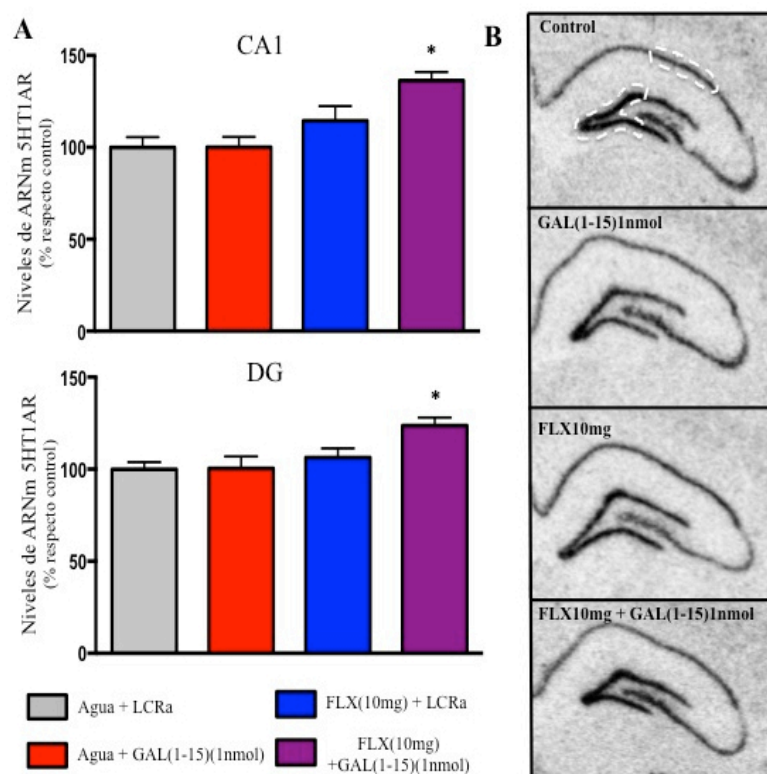 A
CA1
150
*
100
50
0
Niveles de ARNm 5HT1AR
(% respecto control)
DG
150
*
100
50
0
Niveles de ARNm 5HT1AR
(% respecto control)
Agua + LCRa
FLX(10mg) + LCRa
Agua + GAL(1-15)(1nmol)
FLX(10mg)
+GAL(1-15)(1nmol)
B
Control
GAL(1-15)1nmol
FLX10mg
FLX10mg + GAL(1-15)1nmol